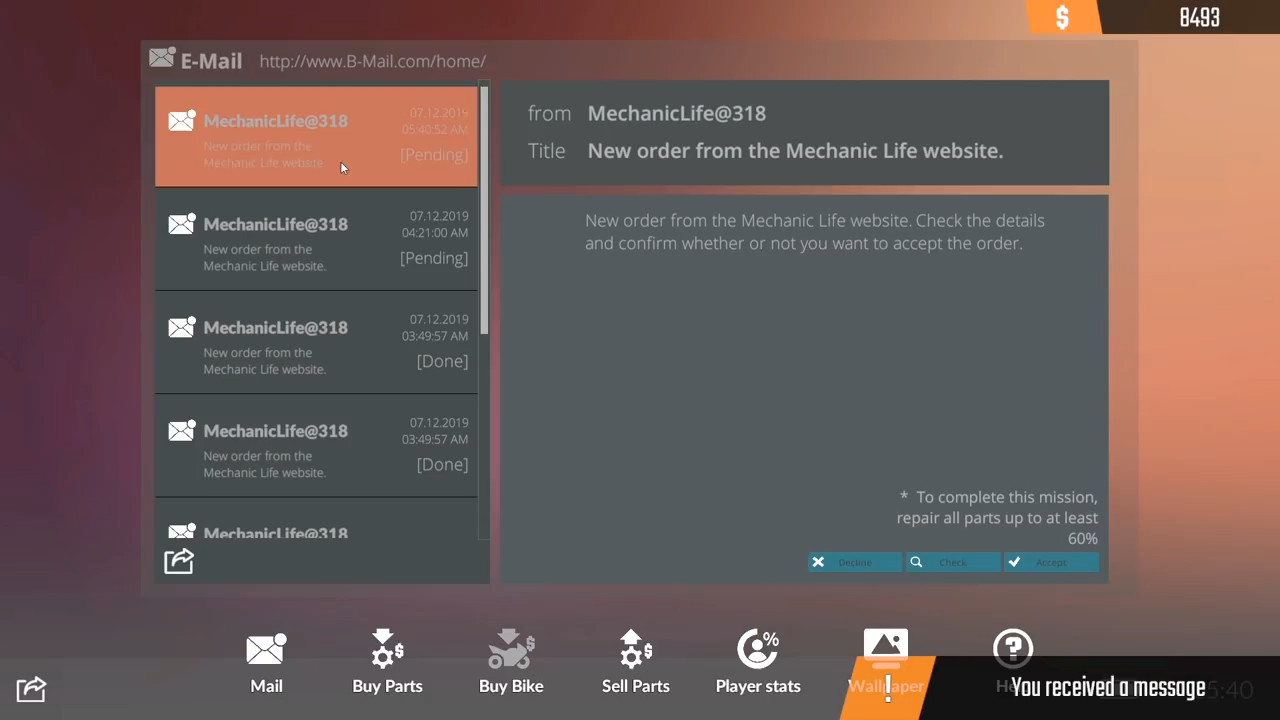 $ 8493
E-Mail http://www.B-Mail.com/home/
MechanicLife@318
07.12.2019
05:40:52 AM
New order from the
Mechanic Life website.
[Pending]
MechanicLife@318
07.12.2019
04:21:00 AM
New order from the
Mechanic Life website.
[Pending]
MechanicLife@318
07.12.2019
03:49:57 AM
New order from the
Mechanic Life website.
[Done]
MechanicLife@318
07.12.2019
03:49:57 AM
New order from the
Mechanic Life website.
[Done]
MechanicLife@318
from MechanicLife@318
Title New order from the Mechanic Life website.
New order from the Mechanic Life website. Check the details
and confirm whether or not you want to accept the order.
* To complete this mission,
repair all parts up to at least
60%
Decline Check Accept
Mail Buy Parts Buy Bike Sell Parts Player stats Wallpaper
! You received a message
5:40